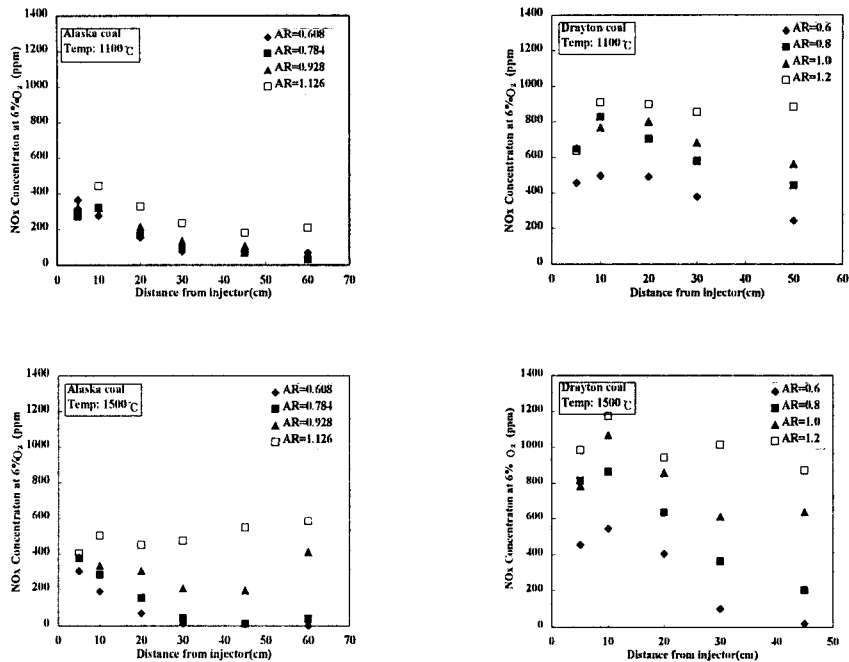 NOx Concentraton at 6%O₂ (ppm
1400
1200
1000
800
600
400
200
0
Alaska coal
Temp: 1100℃
AR=0.608
AR=0.784
AR=0.928
AR=1.126
0 10 20 30 40 50 60 70
Distance from injector(cm)
NOx Concentraton at 6%O₂ (ppm
1400
1200
1000
800
600
400
200
0
Drayton coal
Temp: 1100℃
AR=0.6
AR=0.8
AR=1.0
AR=1.2
0 10 20 30 40 50 60
Distance from injector(cm)
NOx Concentraton at 6%O₂ (ppm
1400
1200
1000
800
600
400
200
0
Alaska coal
Temp: 1500℃
AR=0.608
AR=0.784
AR=0.928
AR=1.126
0 10 20 30 40 50 60 70
Distance from injector(cm)
NOx Concentraton at 6% O₂ (ppm)
1400
1200
1000
800
600
400
200
0
Drayton coal
Temp: 1500℃
AR=0.6
AR=0.8
AR=1.0
AR=1.2
0 10 20 30 40 50
Distance from injector(cm)